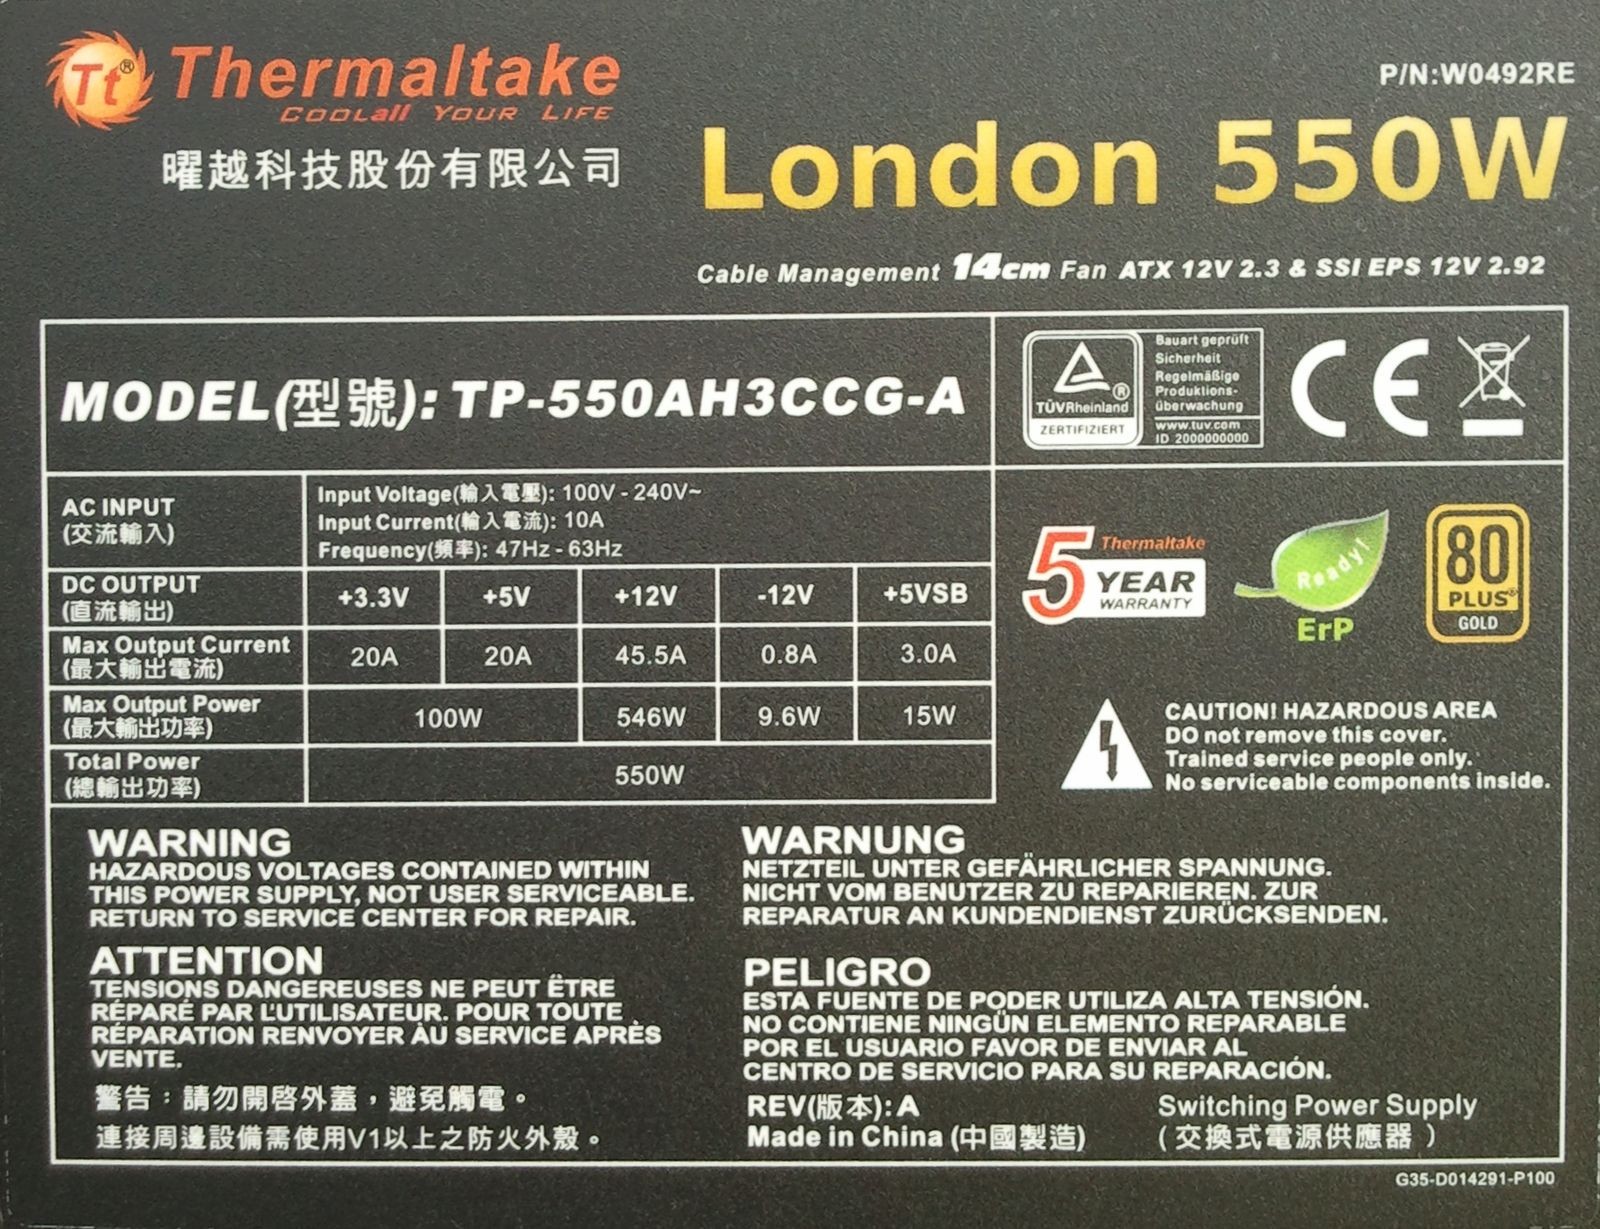 Tt® Thermaltake
COOLall YOUR LIFE
曜越科技股份有限公司
P/N:W0492RE
London 550W
Cable Management 14cm Fan ATX 12V 2.3 & SSI EPS 12V 2.92
MODEL(型號): TP-550AH3CCG-A
TÜVRheinland®
ZERTIFIZIERT
Bauart geprüft
Sicherheit
Regelmäßige
Produktions-
überwachung
www.tuv.com
ID 2000000000
CE
AC INPUT
(交流輸入)
Input Voltage(輸入電壓): 100V - 240V~
Input Current(輸入電流): 10A
Frequency(頻率): 47Hz - 63Hz
DC OUTPUT
(直流輸出)
+3.3V +5V +12V -12V +5VSB
Max Output Current
(最大輸出電流)
20A 20A 45.5A 0.8A 3.0A
Max Output Power
(最大輸出功率)
100W 546W 9.6W 15W
Total Power
(總輸出功率)
550W
5 Thermaltake
YEAR
WARRANTY
Ready!
ErP
80
PLUS®
GOLD
CAUTION! HAZARDOUS AREA
DO not remove this cover.
Trained service people only.
No serviceable components inside.
WARNING
HAZARDOUS VOLTAGES CONTAINED WITHIN
THIS POWER SUPPLY, NOT USER SERVICEABLE.
RETURN TO SERVICE CENTER FOR REPAIR.
WARNUNG
NETZTEIL UNTER GEFÄHRLICHER SPANNUNG.
NICHT VOM BENUTZER ZU REPARIEREN. ZUR
REPARATUR AN KUNDENDIENST ZURÜCKSENDEN.
ATTENTION
TENSIONS DANGEREUSES NE PEUT ËTRE
RÉPARÉ PAR L'UTILISATEUR. POUR TOUTE
RÉPARATION RENVOYER ÀU SERVICE APRÈS
VENTE.
警告：請勿開啓外蓋，避免觸電。
連接周邊設備需使用V1以上之防火外殼。
PELIGRO
ESTA FUENTE DE PODER UTILIZA ALTA TENSIÓN.
NO CONTIENE NINGÜN ELEMENTO REPARABLE
POR EL USUARIO FAVOR DE ENVIAR AL
CENTRO DE SERVICIO PARA SU REPARACIÓN.
REV(版本): A
Made in China (中國製造)
Switching Power Supply
(交換式電源供應器)
G35-D014291-P100